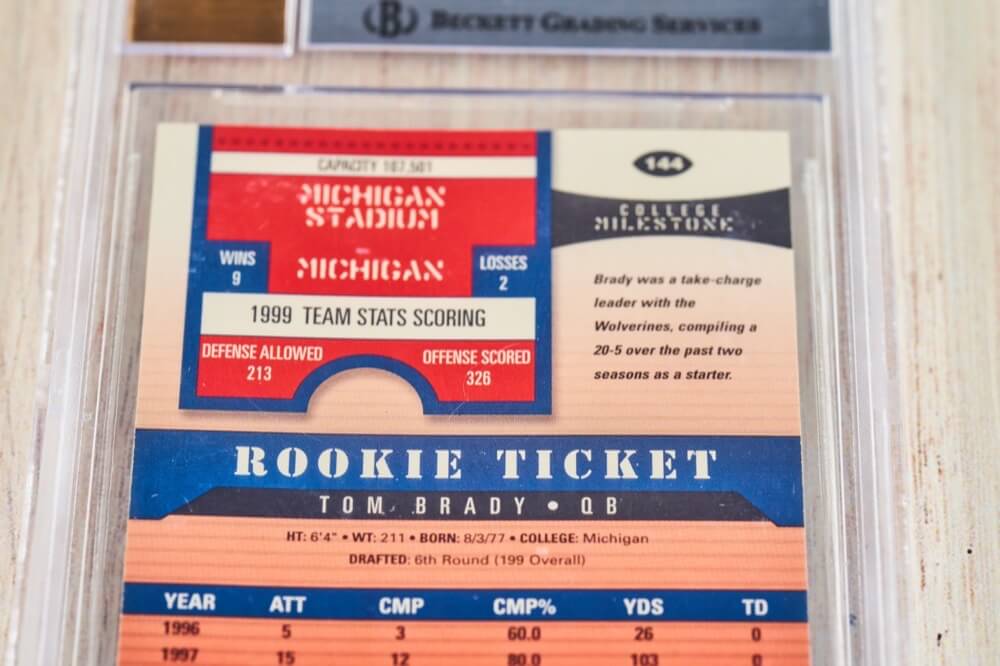 B BECKETT GRADING SERVICES
CAPACITY 107,501
MICHIGAN
STADIUM
WINS
9
MICHIGAN
LOSSES
2
1999 TEAM STATS SCORING
DEFENSE ALLOWED
213
OFFENSE SCORED
326
144
COLLEGE
MILESTONE
Brady was a take-charge
leader with the
Wolverines, compiling a
20-5 over the past two
seasons as a starter.
ROOKIE TICKET
TOM BRADY • QB
HT: 6'4" • WT: 211 • BORN: 8/3/77 • COLLEGE: Michigan
DRAFTED: 6th Round (199 Overall)
YEAR ATT CMP CMP% YDS TD
1996 5 3 60.0 26 0
1997 15 12 80.0 103 0